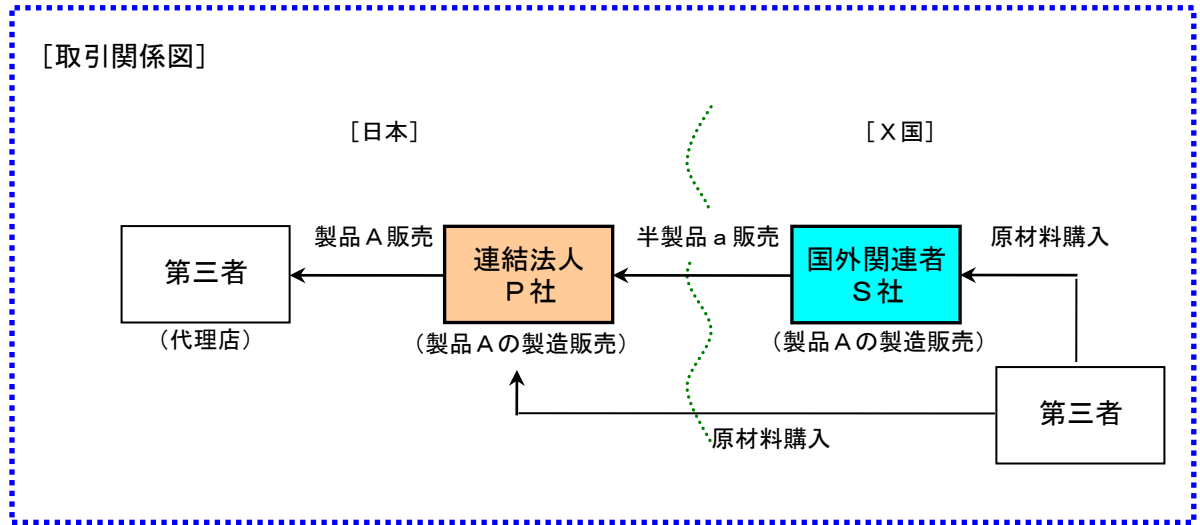 ［取引関係図］
［日本］
［Ｘ国］
製品Ａ販売
半製品ａ販売
原材料購入
第三者
連結法人
Ｐ社
国外関連者
Ｓ社
（代理店）
（製品Ａの製造販売）
（製品Ａの製造販売）
第三者
原材料購入